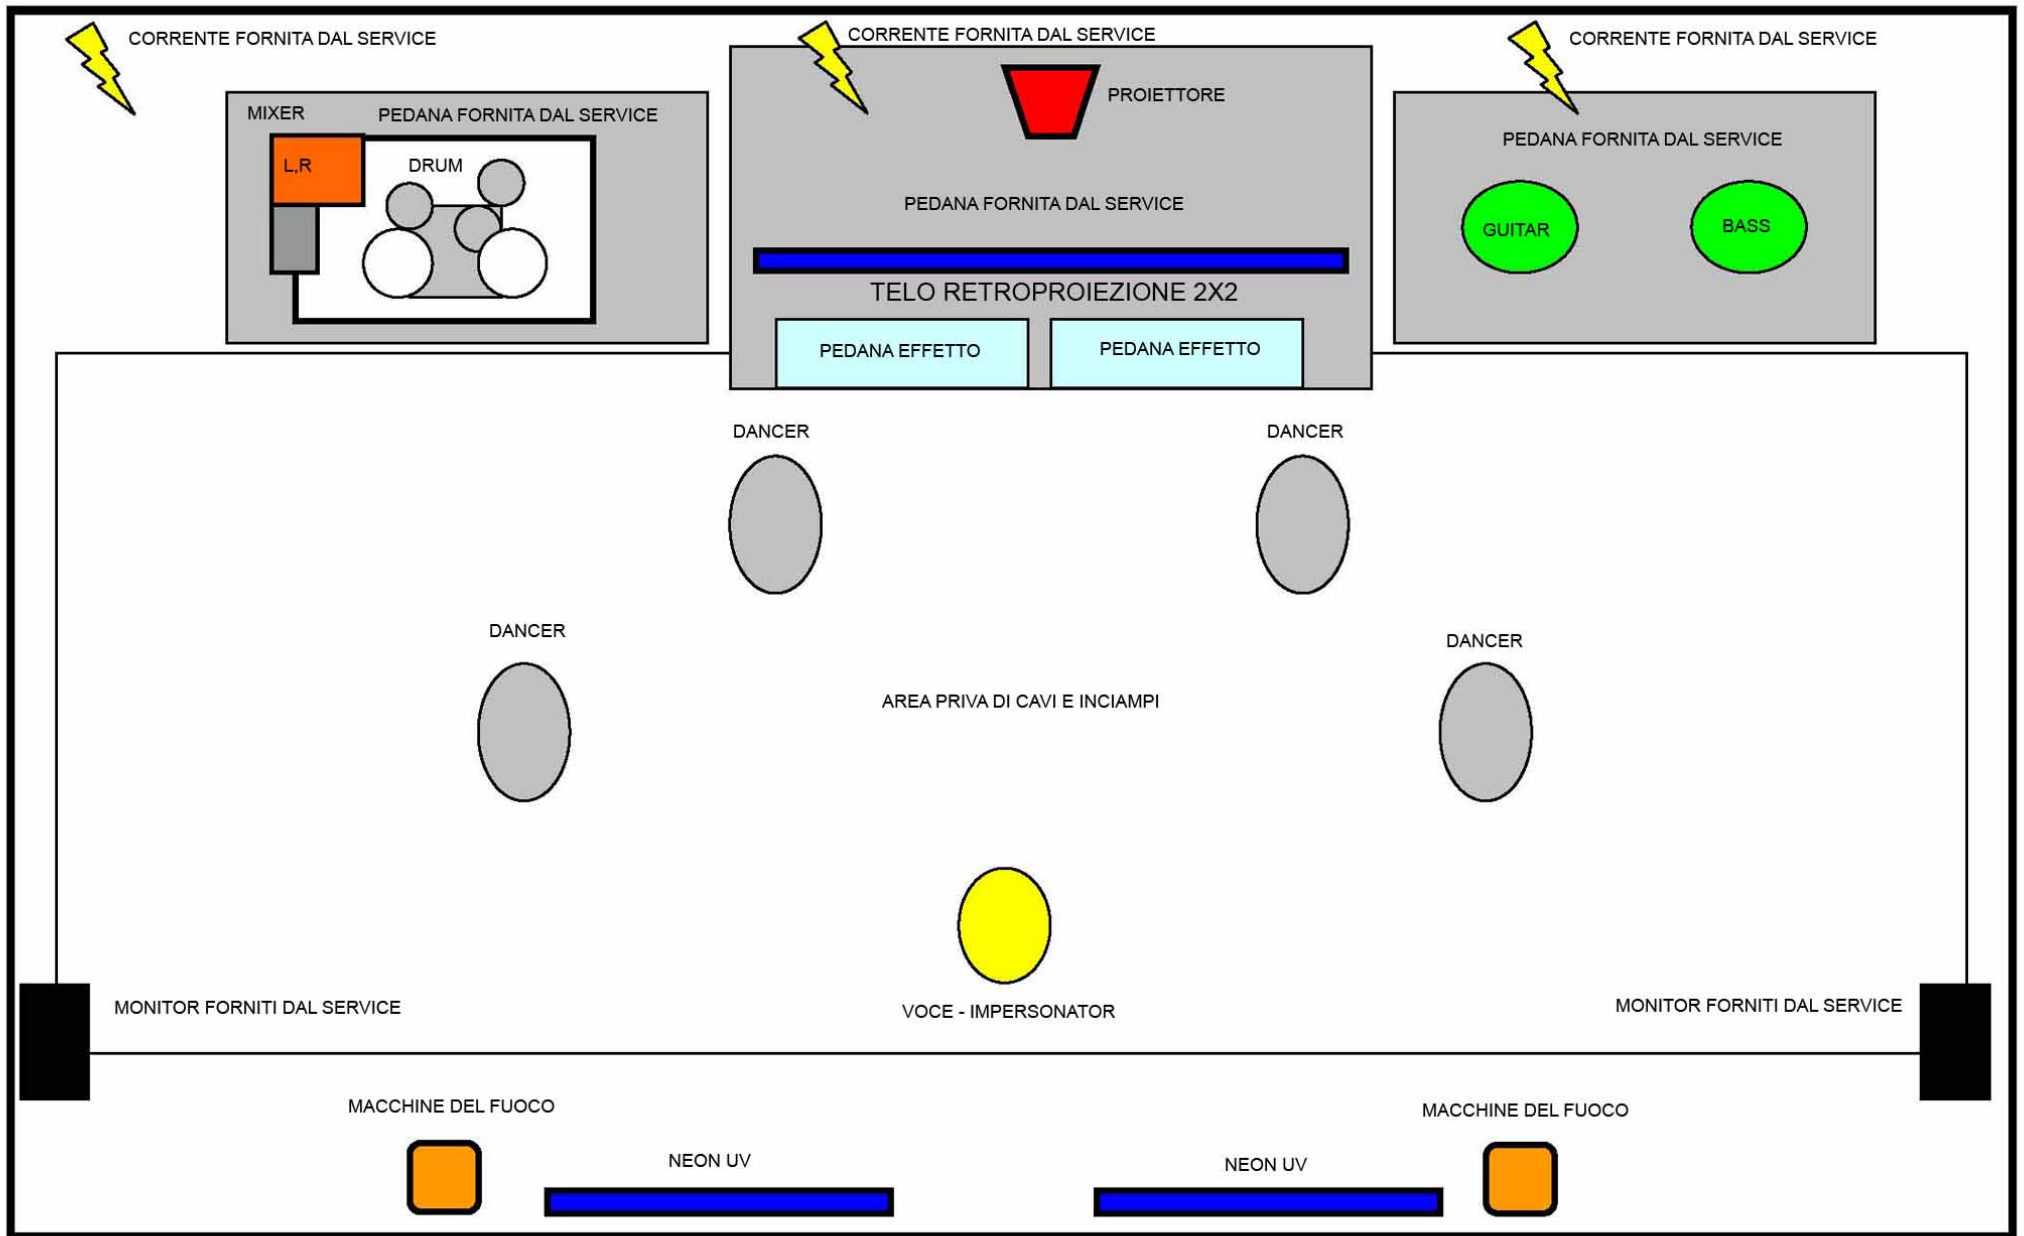 CORRENTE FORNITA DAL SERVICE
CORRENTE FORNITA DAL SERVICE
CORRENTE FORNITA DAL SERVICE
MIXER
PEDANA FORNITA DAL SERVICE
L,R
DRUM
PROIETTORE
PEDANA FORNITA DAL SERVICE
TELO RETROPROIEZIONE 2X2
PEDANA EFFETTO
PEDANA EFFETTO
PEDANA FORNITA DAL SERVICE
GUITAR
BASS
DANCER
DANCER
DANCER
DANCER
AREA PRIVA DI CAVI E INCIAMPI
VOCE - IMPERSONATOR
MONITOR FORNITI DAL SERVICE
MONITOR FORNITI DAL SERVICE
MACCHINE DEL FUOCO
MACCHINE DEL FUOCO
NEON UV
NEON UV